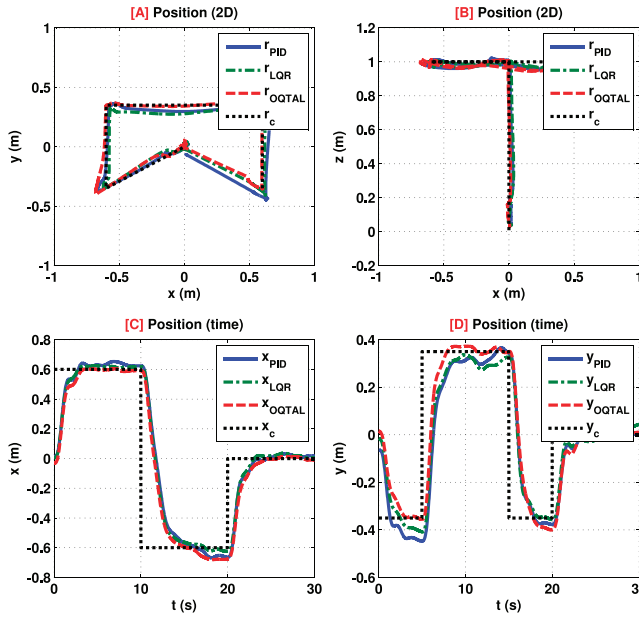 [A] Position (2D)
1
0.5
0
-0.5
-1
y (m)
-1
-0.5
0
0.5
1
x (m)
r_PID
r_LQR
r_OQTAL
r_c
[B] Position (2D)
1.2
1
0.8
0.6
0.4
0.2
0
-0.2
z (m)
-1
-0.5
0
0.5
1
x (m)
r_PID
r_LQR
r_OQTAL
r_c
[C] Position (time)
0.8
0.6
0.4
0.2
0
-0.2
-0.4
-0.6
-0.8
x (m)
0
10
20
30
t (s)
x_PID
x_LQR
x_OQTAL
x_c
[D] Position (time)
0.4
0.2
0
-0.2
-0.4
-0.6
y (m)
0
10
20
30
t (s)
y_PID
y_LQR
y_OQTAL
y_c